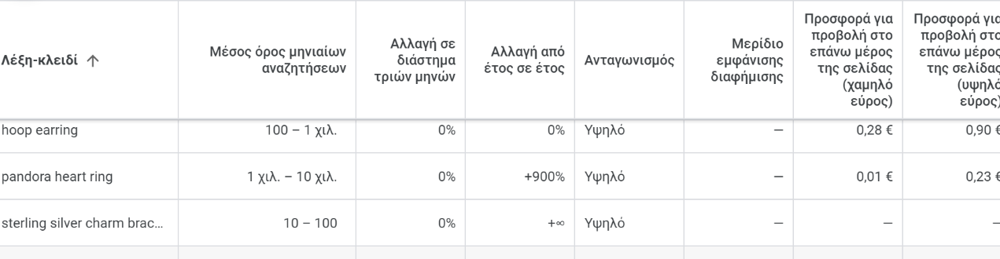 Λέξη-κλειδί
Μέσος όρος μηνιαίων
αναζητήσεων
Αλλαγή σε
διάστημα
τριών μηνών
Αλλαγή από
έτος σε έτος
Ανταγωνισμός
Μερίδιο
εμφάνισης
διαφήμισης
Προσφορά για
προβολή στο
επάνω μέρος
της σελίδας
(χαμηλό
εύρος)
Προσφορά για
προβολή στο
επάνω μέρος
της σελίδας
(υψηλό
εύρος)
hoop earring 100 – 1 χιλ. 0% 0% Υψηλό — 0,28 € 0,90 €
pandora heart ring 1 χιλ. – 10 χιλ. 0% +900% Υψηλό — 0,01 € 0,23 €
sterling silver charm brac... 10 – 100 0% +∞ Υψηλό — — —